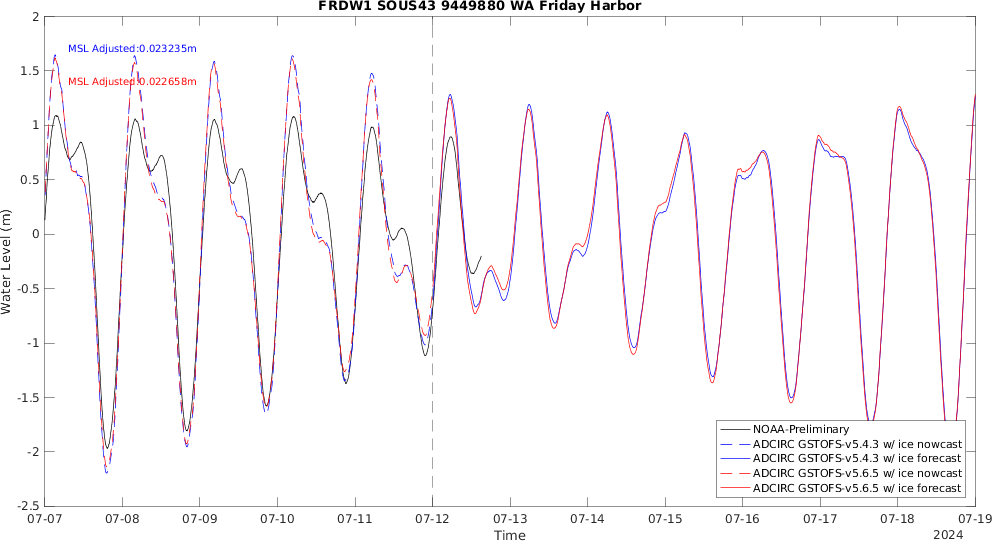 FRDW1 SOUS43 9449880 WA Friday Harbor
2
1.5
1
0.5
0
-0.5
-1
-1.5
-2
-2.5
Water Level (m)
MSL Adjusted:0.023235m
MSL Adjusted:0.022658m
NOAA-Preliminary
ADCIRC GSTOFS-v5.4.3 w/ ice nowcast
ADCIRC GSTOFS-v5.4.3 w/ ice forecast
ADCIRC GSTOFS-v5.6.5 w/ ice nowcast
ADCIRC GSTOFS-v5.6.5 w/ ice forecast
07-07 07-08 07-09 07-10 07-11 07-12 07-13 07-14 07-15 07-16 07-17 07-18 07-19
Time
2024